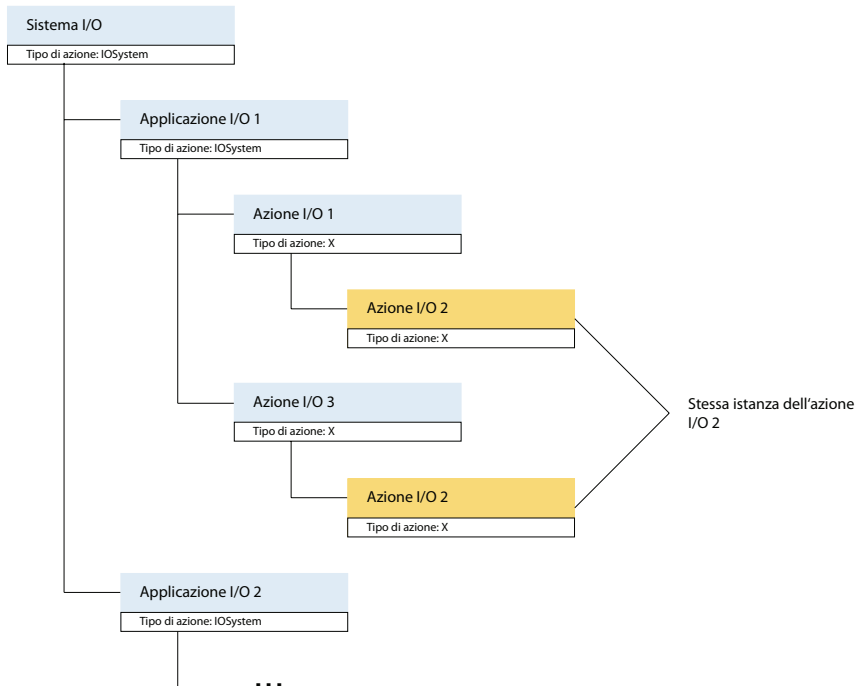 Sistema I/O
Tipo di azione: IOSystem
Applicazione I/O 1
Tipo di azione: IOSystem
Azione I/O 1
Tipo di azione: X
Azione I/O 2
Tipo di azione: X
Azione I/O 3
Tipo di azione: X
Stessa istanza dell‘azione
I/O 2
Azione I/O 2
Tipo di azione: X
Applicazione I/O 2
Tipo di azione: IOSystem
...